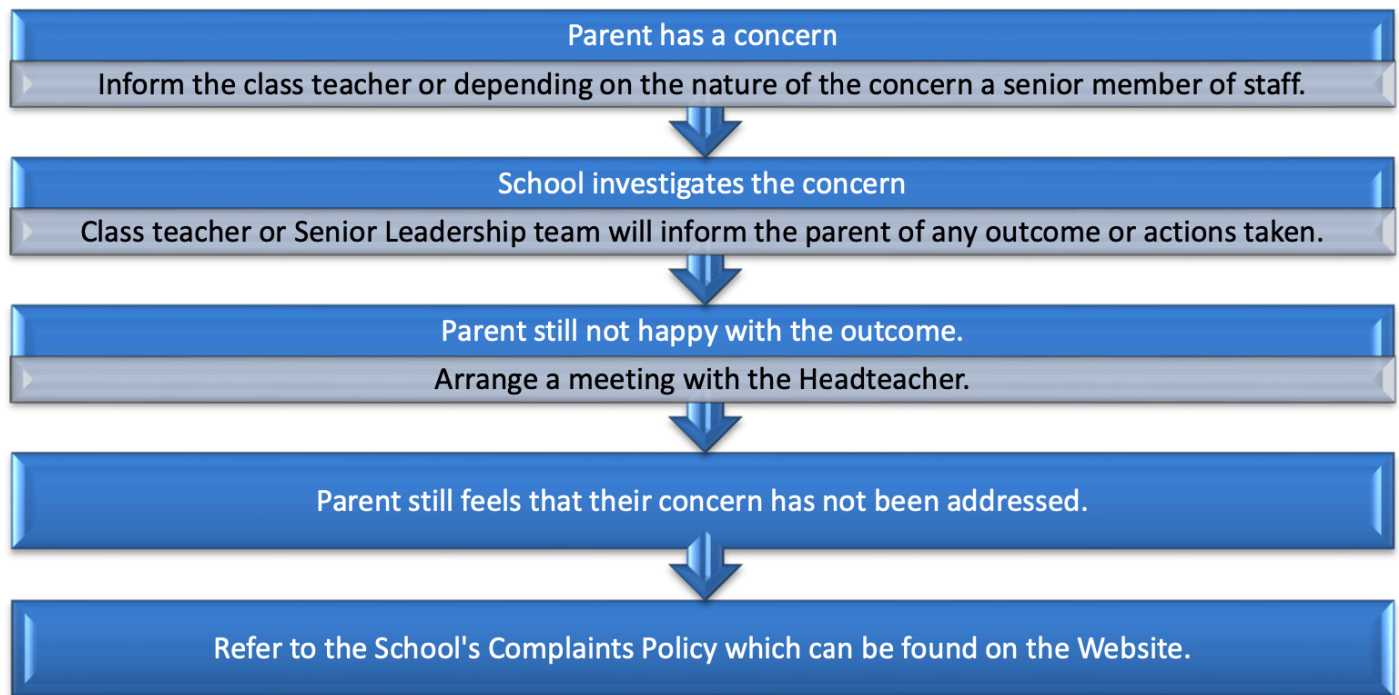 Parent has a concern
Inform the class teacher or depending on the nature of the concern a senior member of staff.
School investigates the concern
Class teacher or Senior Leadership team will inform the parent of any outcome or actions taken.
Parent still not happy with the outcome.
Arrange a meeting with the Headteacher.
Parent still feels that their concern has not been addressed.
Refer to the School's Complaints Policy which can be found on the Website.